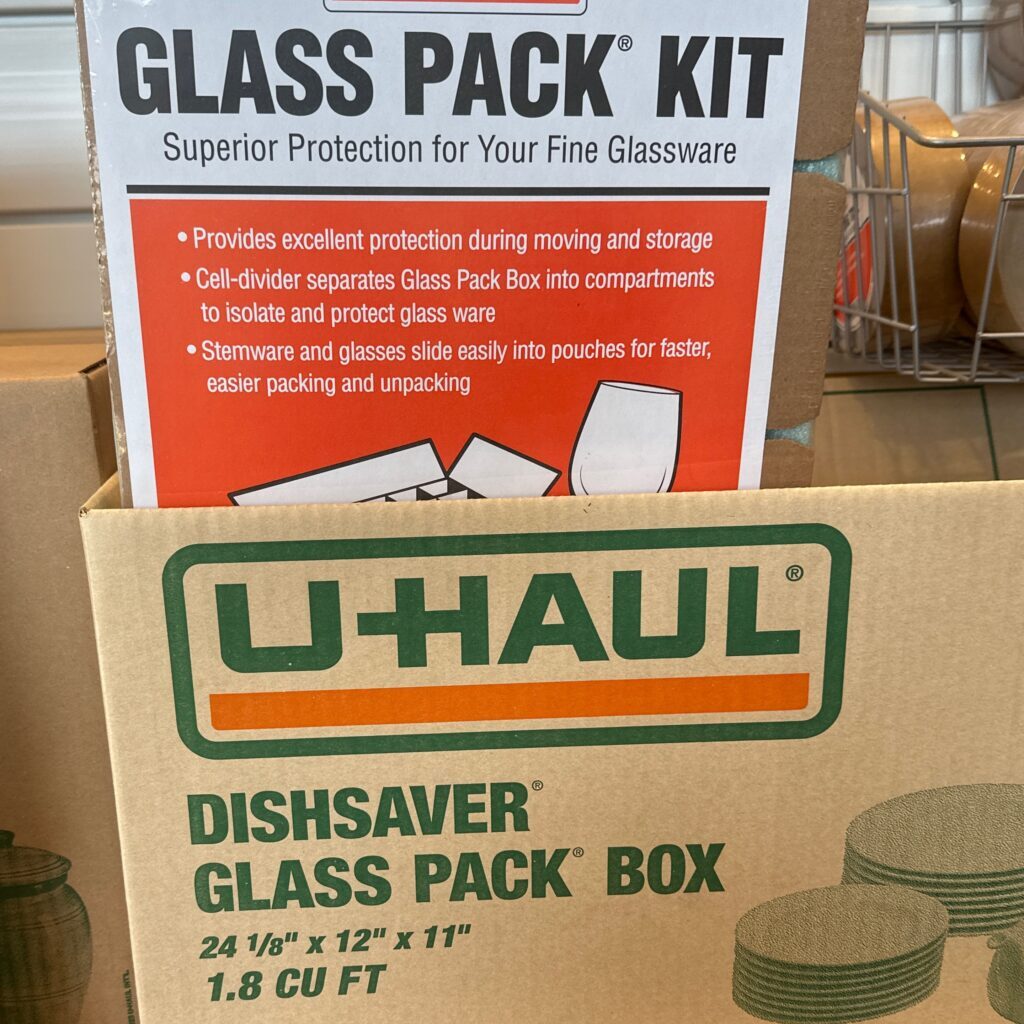 GLASS PACK® KIT
Superior Protection for Your Fine Glassware
• Provides excellent protection during moving and storage
• Cell-divider separates Glass Pack Box into compartments
to isolate and protect glass ware
• Stemware and glasses slide easily into pouches for faster,
easier packing and unpacking
U-HAUL®
DISHSAVER®
GLASS PACK® BOX
24 1/8" x 12" x 11"
1.8 CU FT